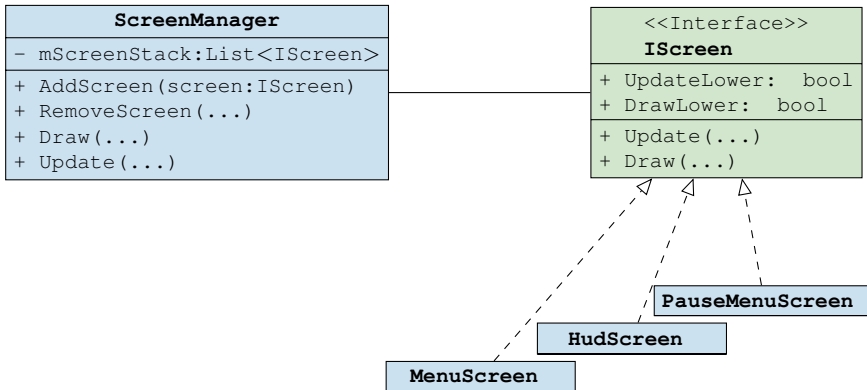 ScreenManager
- mScreenStack:List<IScreen>
+ AddScreen(screen:IScreen)
+ RemoveScreen(...)
+ Draw(...)
+ Update(...)
<<Interface>>
IScreen
+ UpdateLower: bool
+ DrawLower: bool
+ Update(...)
+ Draw(...)
PauseMenuScreen
HudScreen
MenuScreen